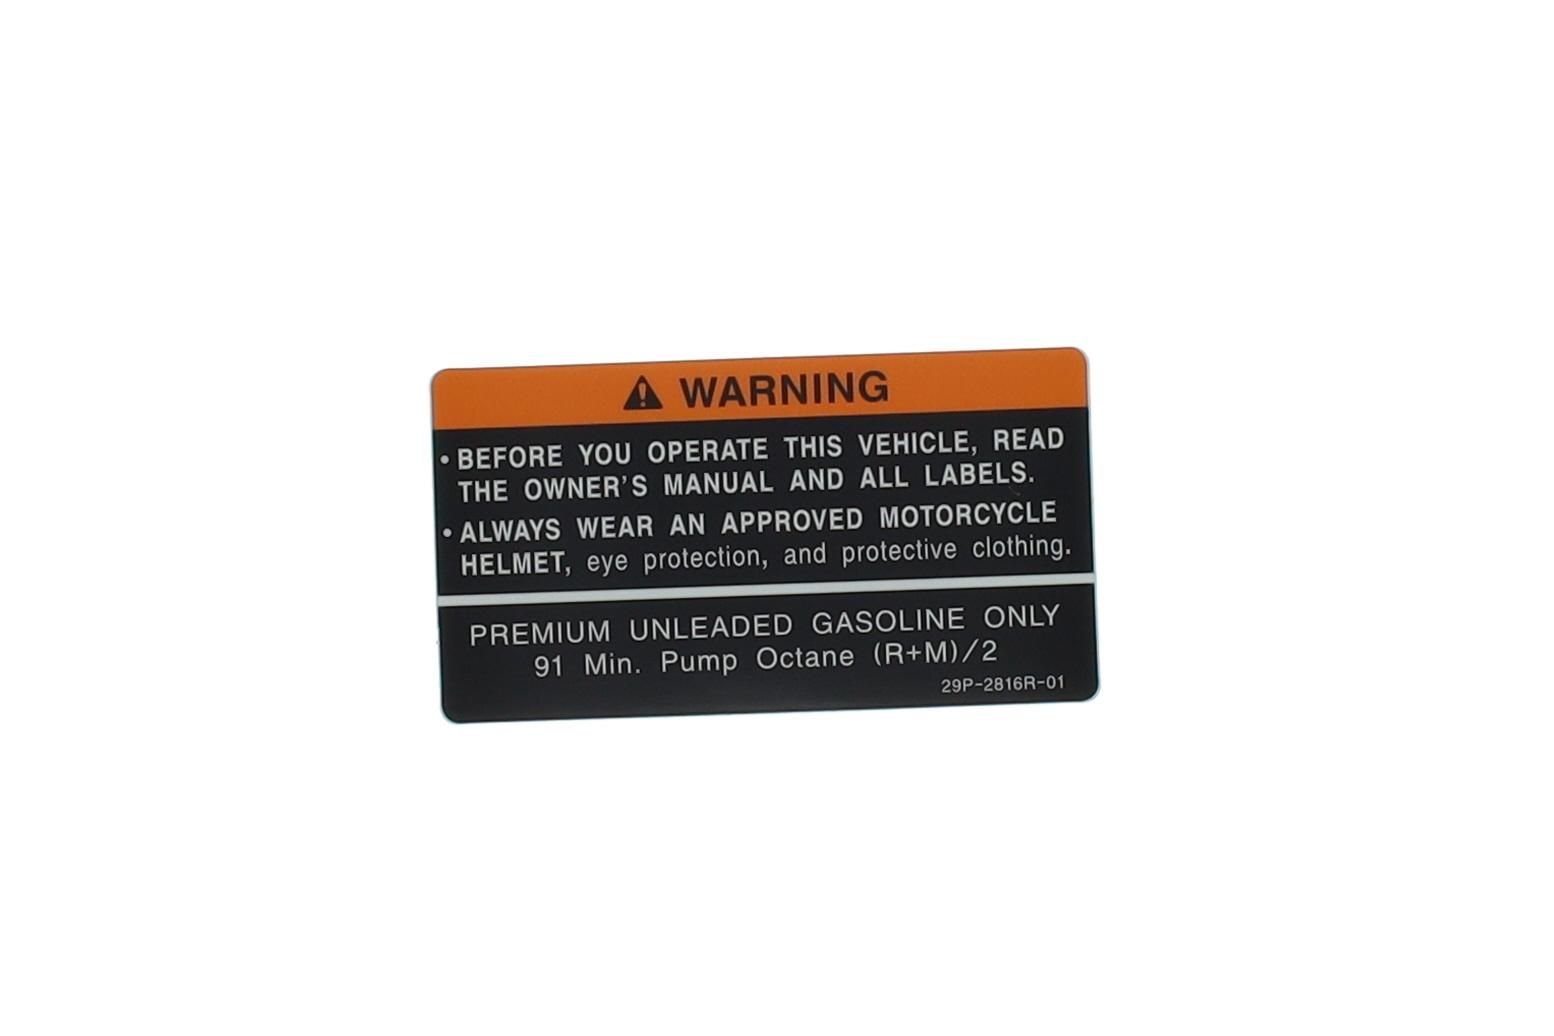 WARNING
• BEFORE YOU OPERATE THIS VEHICLE, READ
THE OWNER'S MANUAL AND ALL LABELS.
• ALWAYS WEAR AN APPROVED MOTORCYCLE
HELMET, eye protection, and protective clothing.
PREMIUM UNLEADED GASOLINE ONLY
91 Min. Pump Octane (R+M)/2
29P-2816R-01